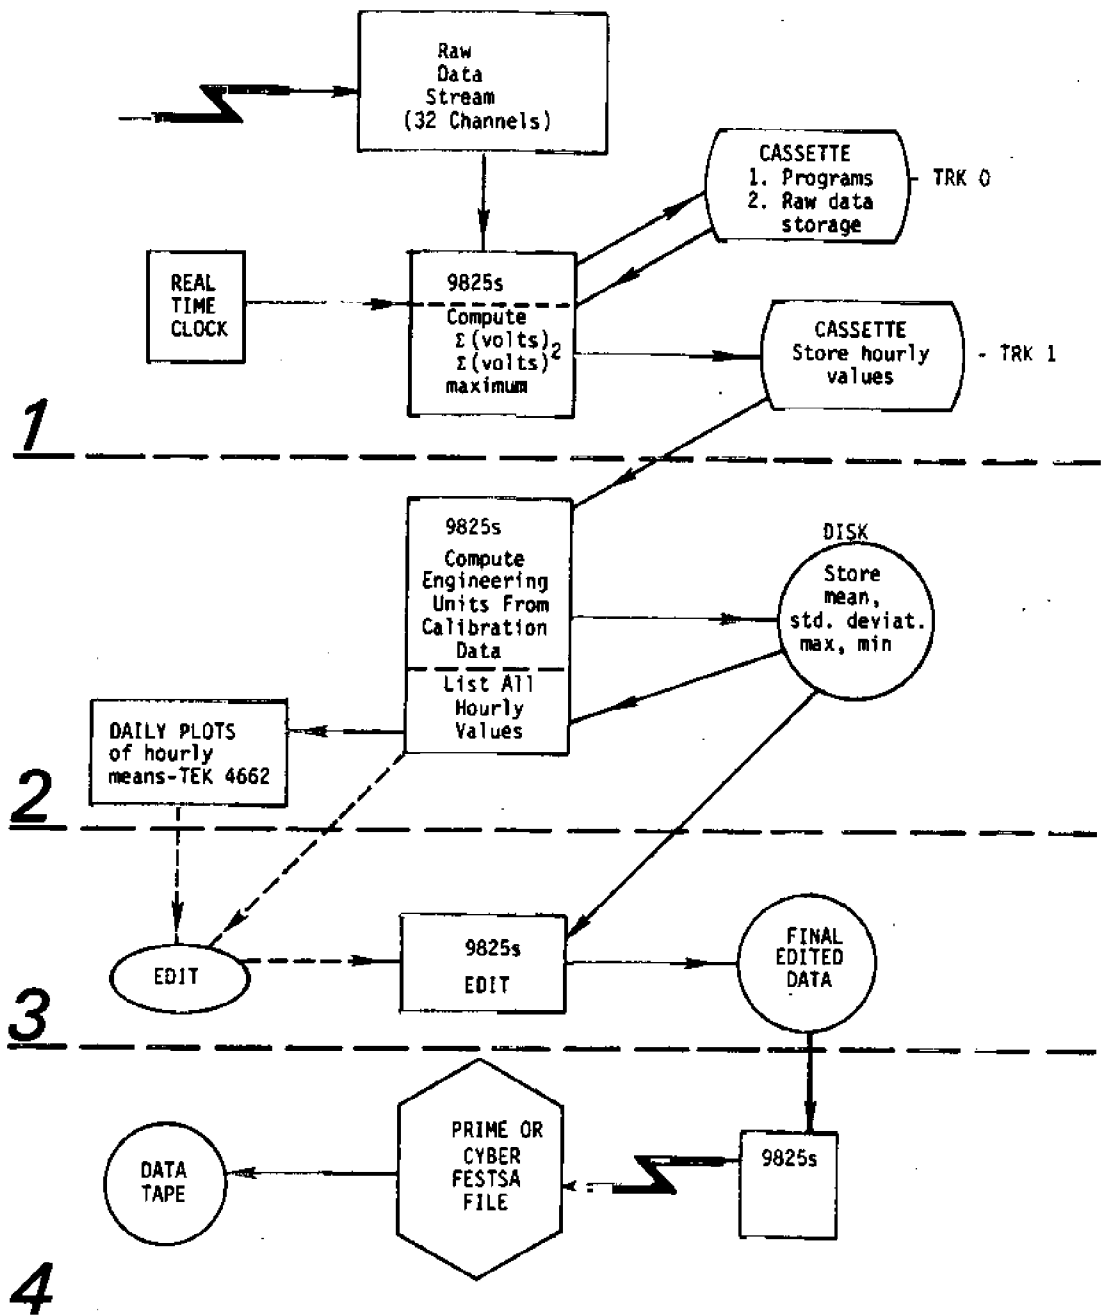 Raw
Data
Stream
(32 Channels)
CASSETTE
1. Programs
2. Raw data
storage
- TRK 0
REAL
TIME
CLOCK
9825s
Compute
Σ(volts)
Σ(volts)²
maximum
CASSETTE
Store hourly
values
- TRK 1
1
9825s
Compute
Engineering
Units From
Calibration
Data
List All
Hourly
Values
DISK
Store
mean,
std. deviat.
max, min
DAILY PLOTS
of hourly
means-TEK 4662
2
EDIT
9825s
EDIT
FINAL
EDITED
DATA
3
DATA
TAPE
PRIME OR
CYBER
FESTSA
FILE
9825s
4